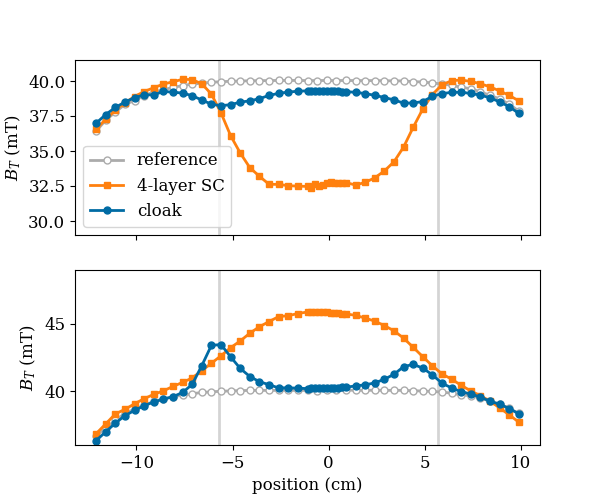 40.0
37.5
35.0
32.5
30.0
B_T (mT)
reference
4-layer SC
cloak
45
40
B_T (mT)
−10
−5
0
5
10
position (cm)